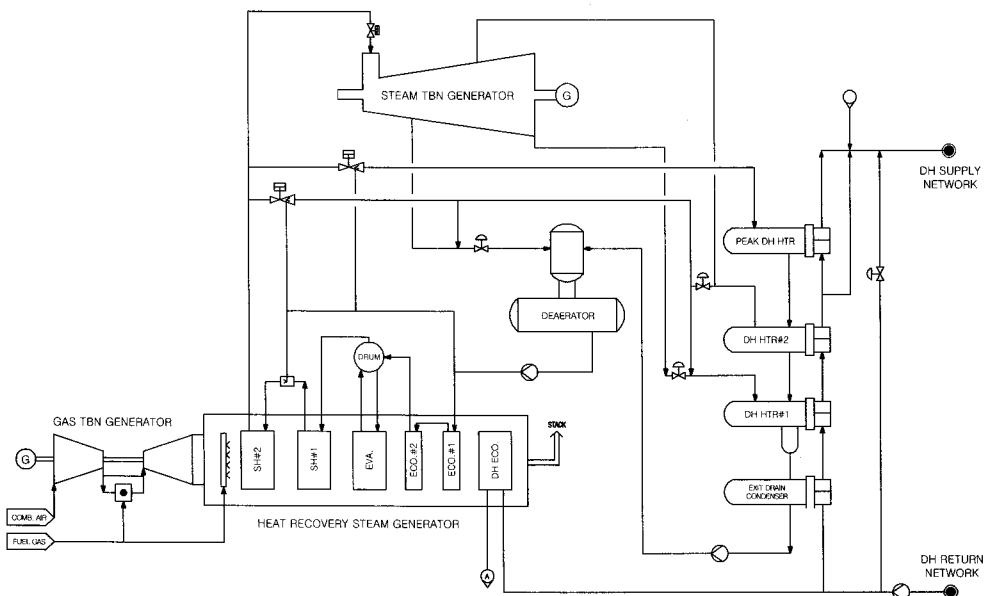 STEAM TBN GENERATOR
G
DH SUPPLY
NETWORK
PEAK DH HTR
DEAERATOR
DH HTR#2
DRUM
DH HTR#1
GAS TBN GENERATOR
STACK
G
SH#2
SH#1
EVA.
ECO.#2
ECO.#1
DH ECO.
EXIT DRAIN
CONDENSER
COMB. AIR
HEAT RECOVERY STEAM GENERATOR
FUEL GAS
A
DH RETURN
NETWORK